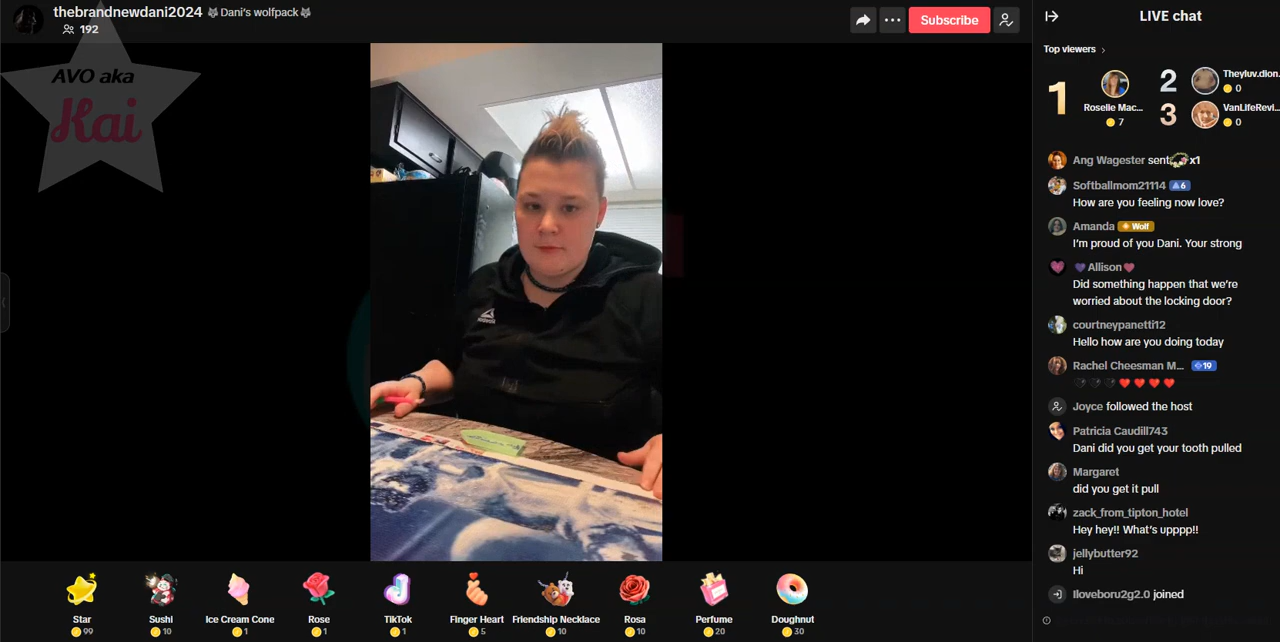 thebrandnewdani2024 🐺Dani's wolfpack🐺
192
Subscribe
AVO aka
Kai
LIVE chat
Top viewers
1
Roselle Mac...
7
2
Theyluv.dion.
0
3
VanLifeRevi...
0
Ang Wagester sent x1
Softballmom21114 6
How are you feeling now love?
Amanda Wolf
I'm proud of you Dani. Your strong
💜Allison💗
Did something happen that we're
worried about the locking door?
courtneypanetti12
Hello how are you doing today
Rachel Cheesman M... 19
🖤🖤🖤❤️❤️❤️❤️
Joyce followed the host
Patricia Caudill743
Dani did you get your tooth pulled
Margaret
did you get it pull
zack_from_tipton_hotel
Hey hey!! What's upppp!!
jellybutter92
Hi
Iloveboru2g2.0 joined
Star
99
Sushi
10
Ice Cream Cone
1
Rose
1
TikTok
1
Finger Heart
5
Friendship Necklace
10
Rosa
10
Perfume
20
Doughnut
30